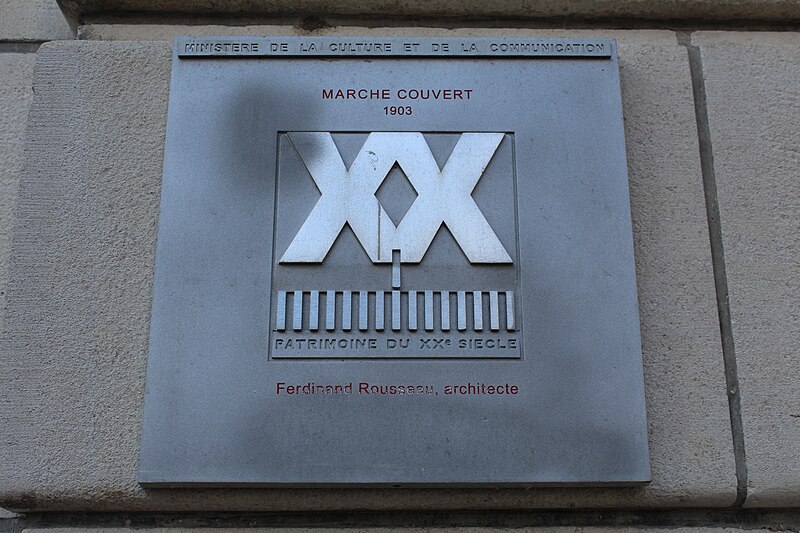 MINISTERE DE LA CULTURE ET DE LA COMMUNICATION
MARCHE COUVERT
1903
XX
PATRIMOINE DU XXe SIECLE
Ferdinand Rousseau, architecte